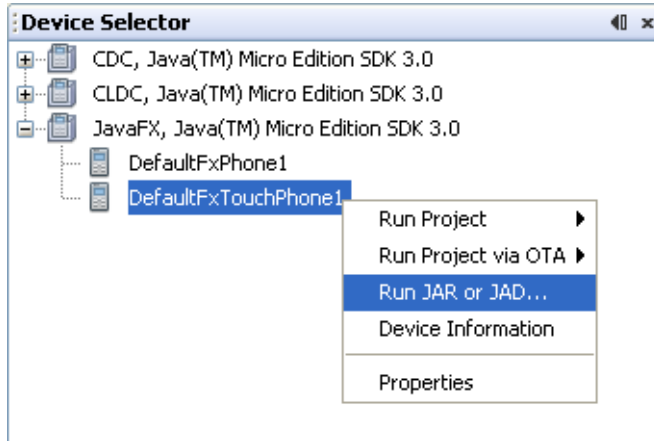 Device Selector
CDC, Java(TM) Micro Edition SDK 3.0
CLDC, Java(TM) Micro Edition SDK 3.0
JavaFX, Java(TM) Micro Edition SDK 3.0
DefaultFxPhone1
DefaultFxTouchPhone1
Run Project
Run Project via OTA
Run JAR or JAD...
Device Information
Properties